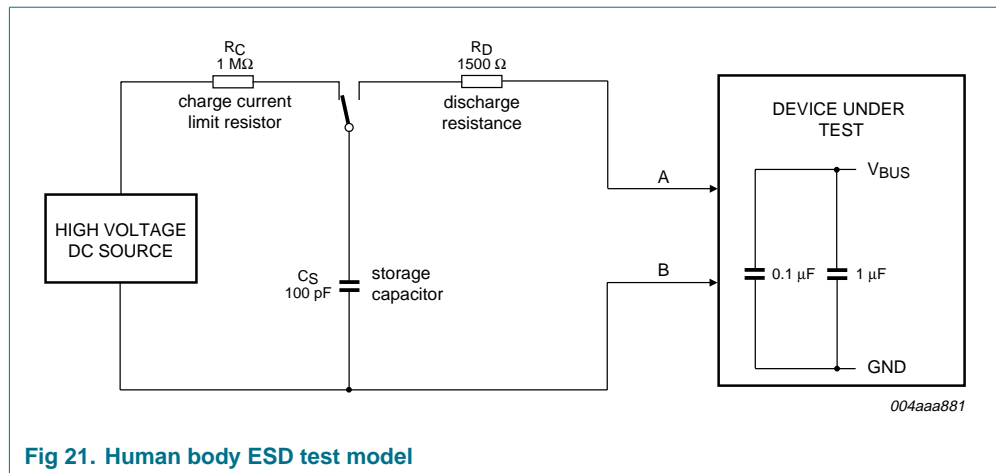 RC
1 MΩ
charge current
limit resistor
RD
1500 Ω
discharge
resistance
HIGH VOLTAGE
DC SOURCE
CS
100 pF
storage
capacitor
A
B
DEVICE UNDER
TEST
VBUS
0.1 μF
1 μF
GND
004aaa881
Fig 21. Human body ESD test model